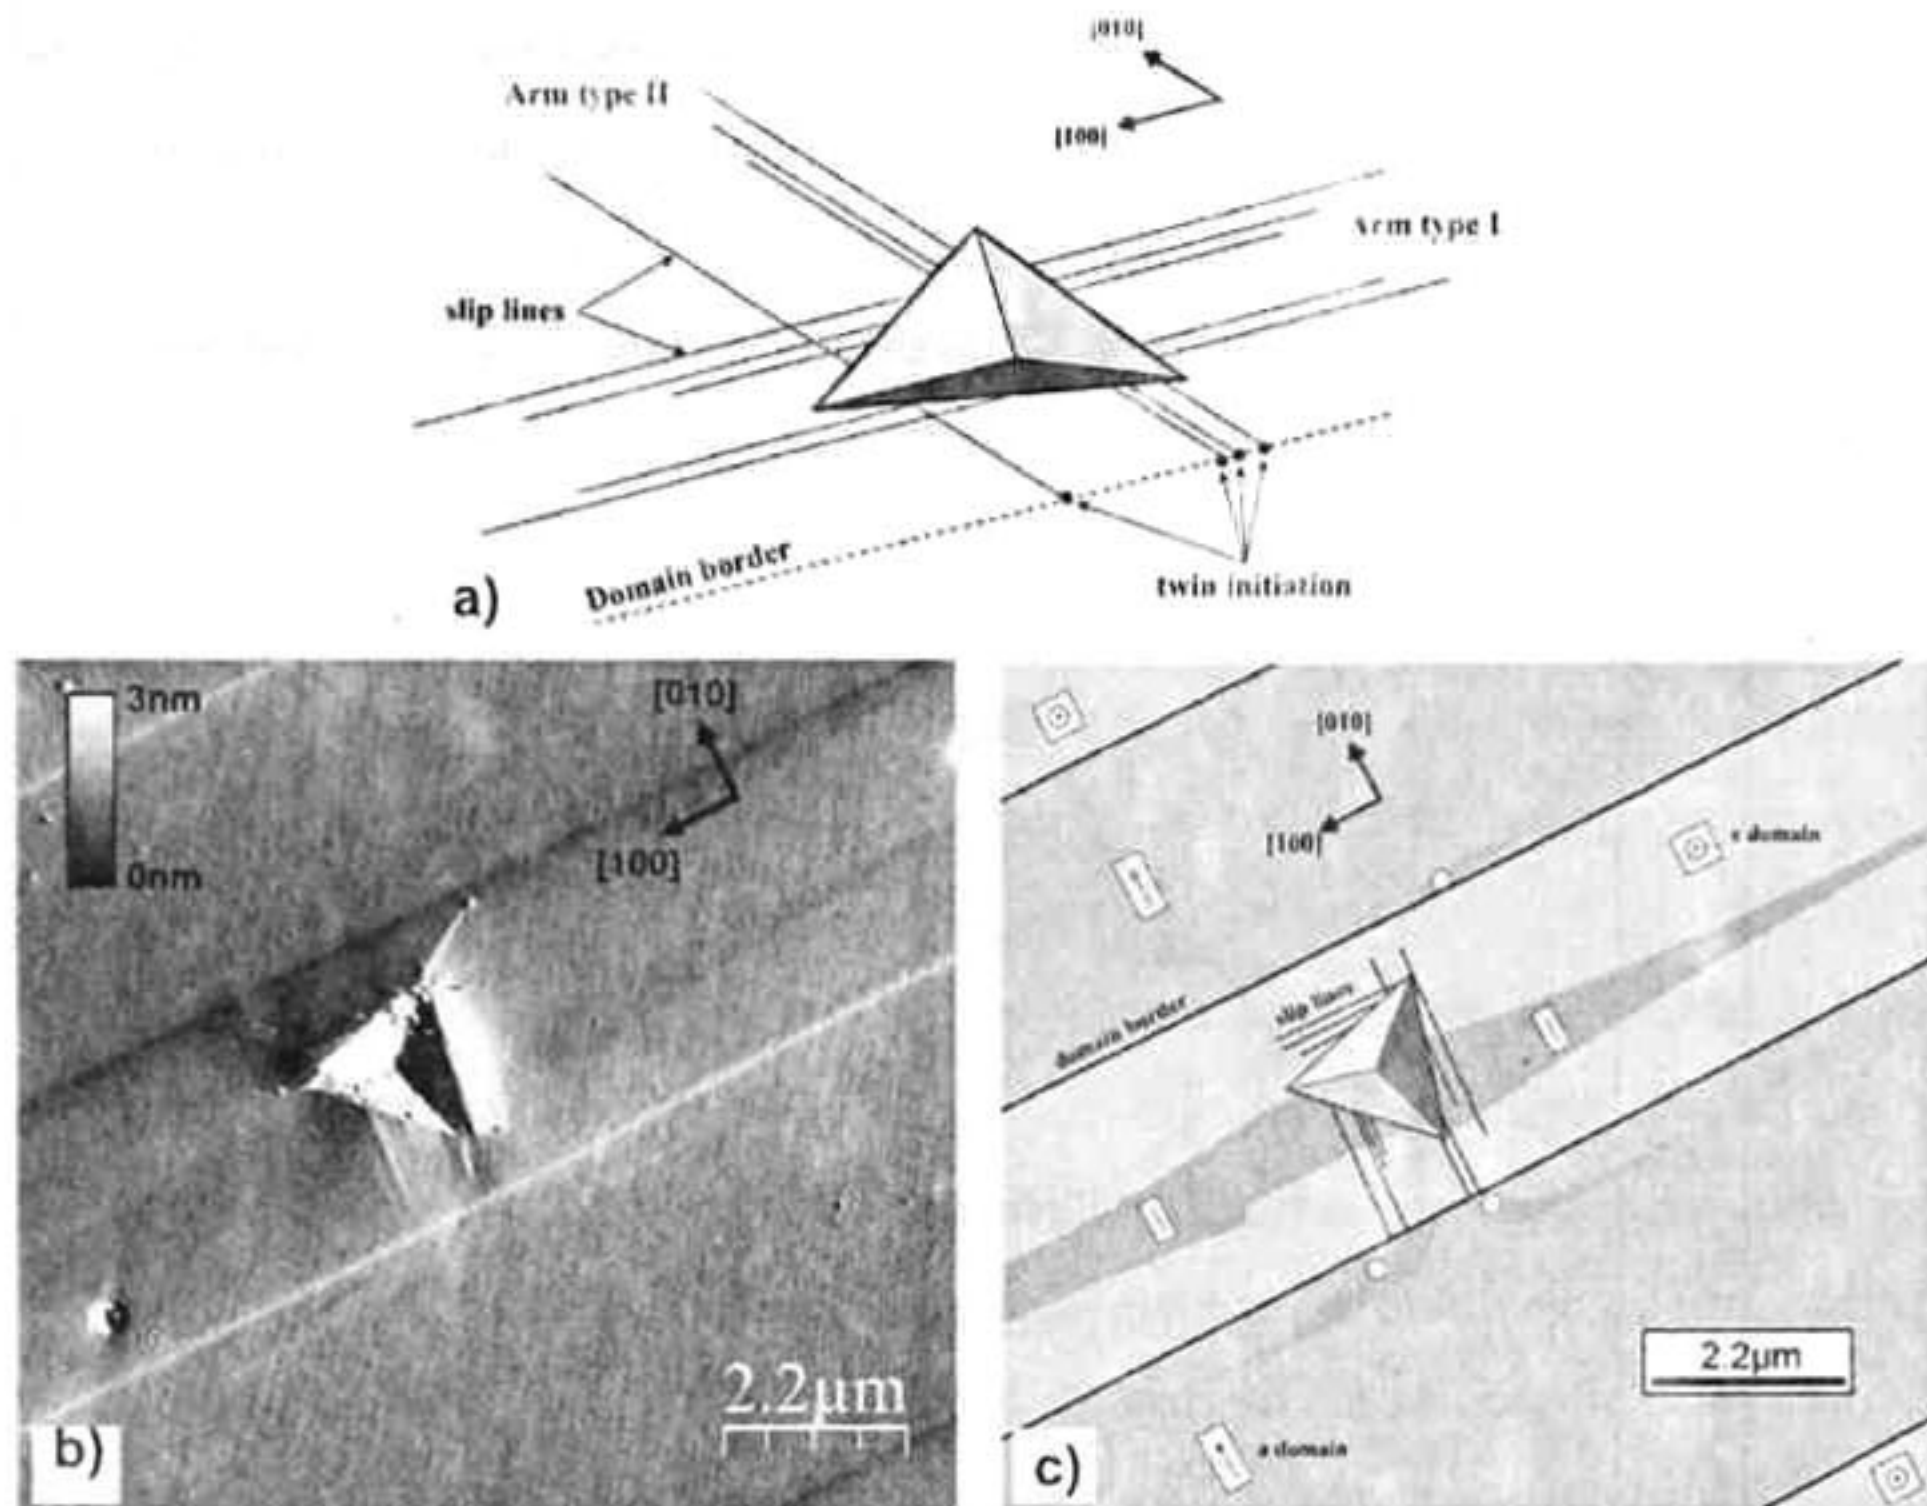 [010]
Arm type II
[100]
Arm type I
slip lines
Domain border
twin initiation
a)
3nm
0nm
[010]
[100]
2.2µm
b)
[010]
[100]
c domain
slip lines
domain border
2.2µm
a domain
c)